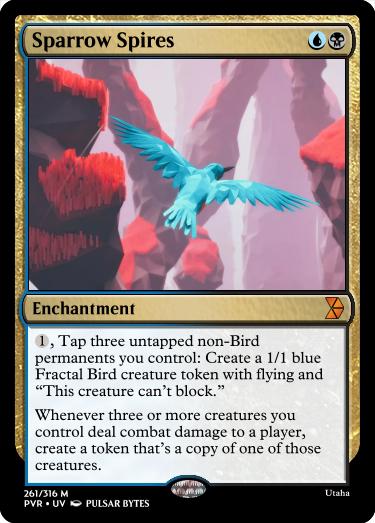 Sparrow Spires
Enchantment
1, Tap three untapped non-Bird
permanents you control: Create a 1/1 blue
Fractal Bird creature token with flying and
“This creature can’t block.”
Whenever three or more creatures you
control deal combat damage to a player,
create a token that’s a copy of one of those
creatures.
261/316 M
Utaha
PVR • UV PULSAR BYTES